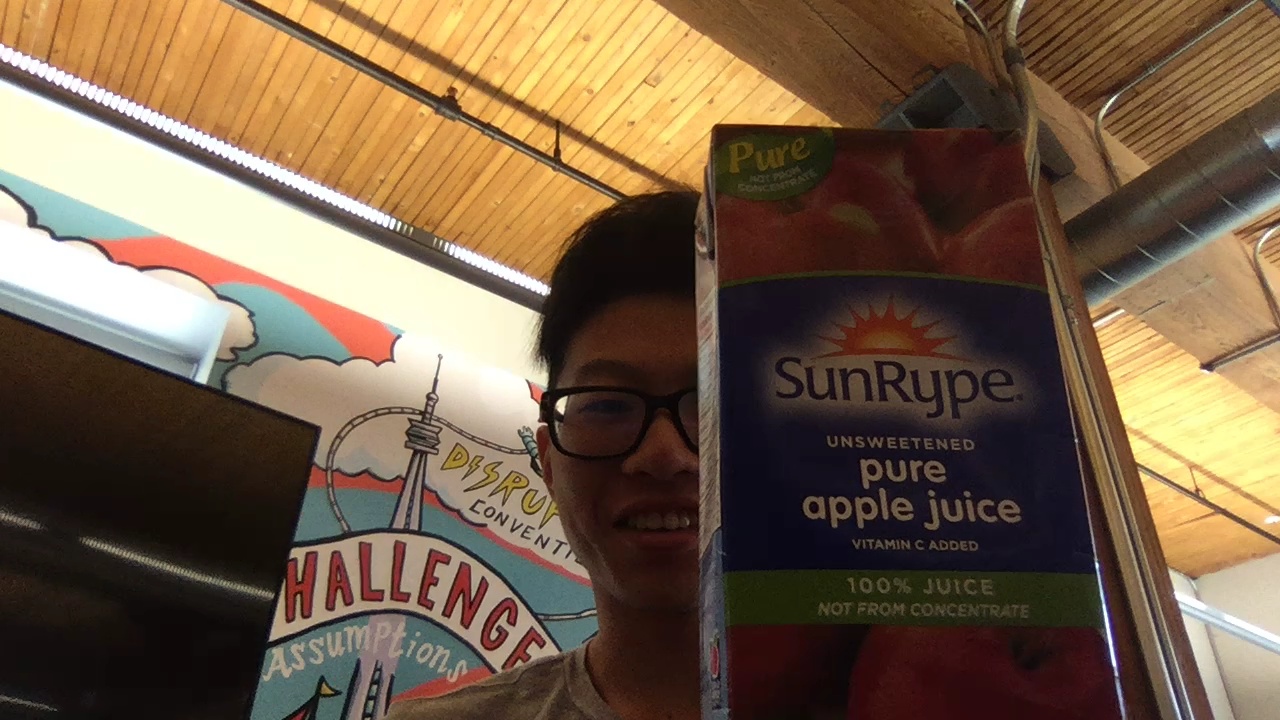 Pure
NOT FROM
CONCENTRATE
SunRype®
UNSWEETENED
pure
apple juice
VITAMIN C ADDED
100% JUICE
NOT FROM CONCENTRATE
DISRUP
CONVENTI
HALLENGE
Assumptions